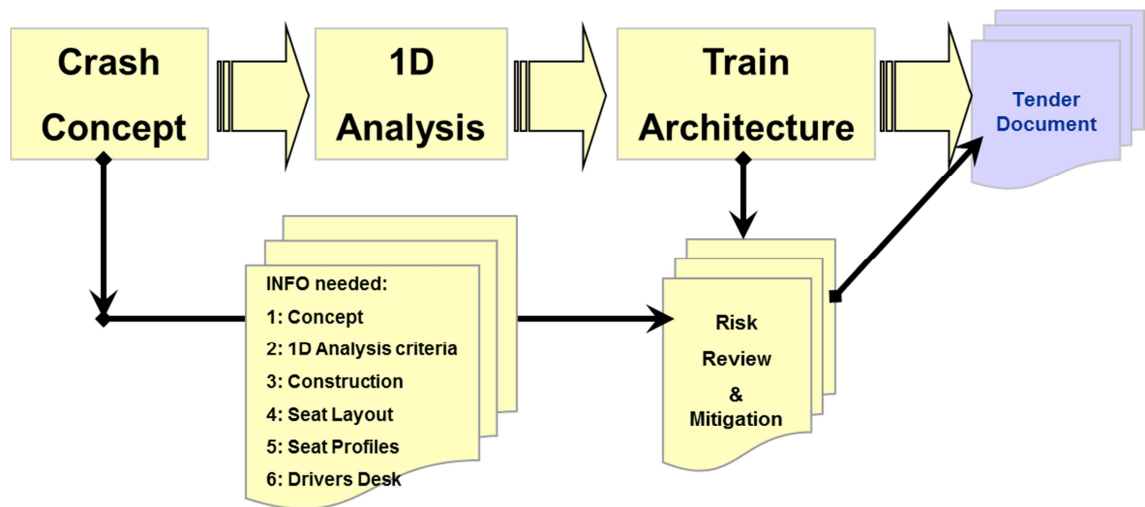 Crash
Concept
1D
Analysis
Train
Architecture
Tender
Document
INFO needed:
1: Concept
2: 1D Analysis criteria
3: Construction
4: Seat Layout
5: Seat Profiles
6: Drivers Desk
Risk
Review
&
Mitigation